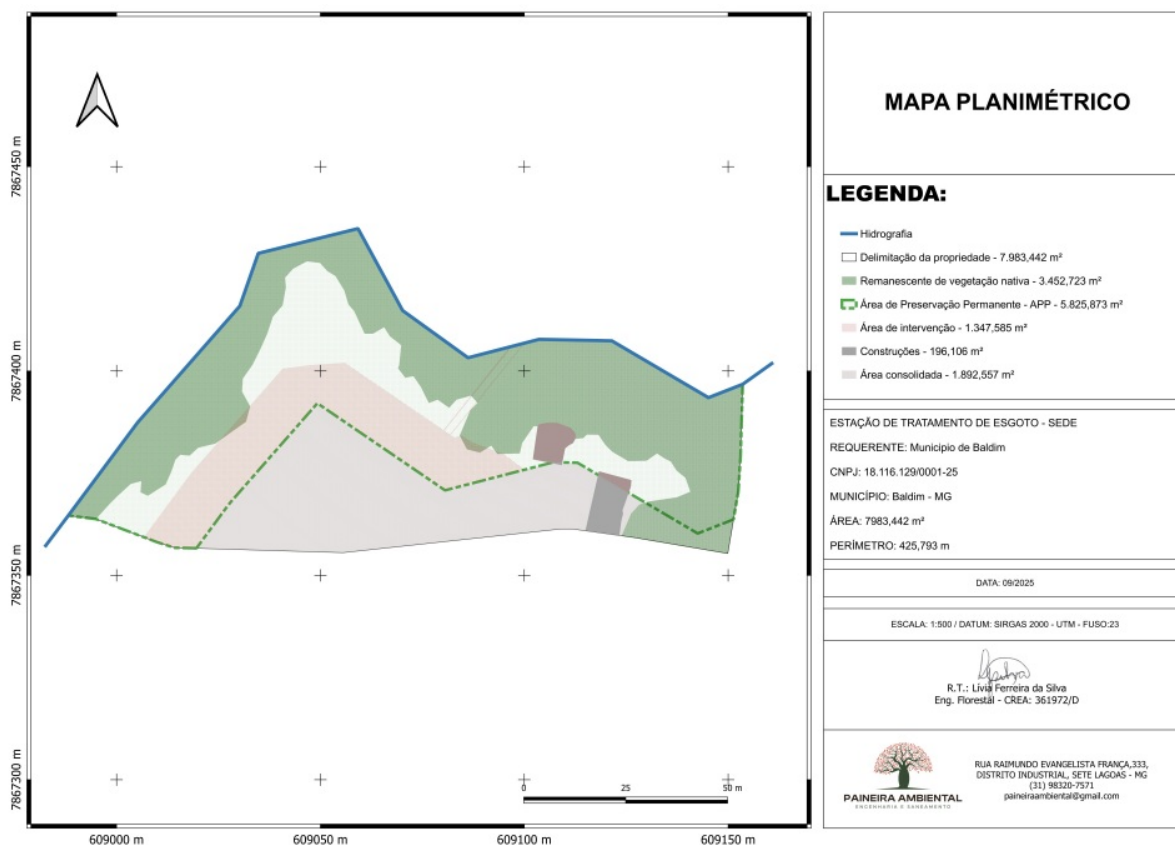 7867450 m
7867400 m
7867350 m
7867300 m
609000 m
609050 m
609100 m
609150 m
0
25
50 m
MAPA PLANIMÉTRICO
LEGENDA:
Hidrografia
Delimitação da propriedade - 7.983,442 m²
Remanescente de vegetação nativa - 3.452,723 m²
Área de Preservação Permanente - APP - 5.825,873 m²
Área de intervenção - 1.347,585 m²
Construções - 196,106 m²
Área consolidada - 1.892,557 m²
ESTAÇÃO DE TRATAMENTO DE ESGOTO - SEDE
REQUERENTE: Municipio de Baldim
CNPJ: 18.116.129/0001-25
MUNICÍPIO: Baldim - MG
ÁREA: 7983,442 m²
PERÍMETRO: 425,793 m
DATA: 09/2025
ESCALA: 1:500 / DATUM: SIRGAS 2000 - UTM - FUSO:23
R.T.: Lívia Ferreira da Silva
Eng. Florestal - CREA: 361972/D
PAINEIRA AMBIENTAL
ENGENHARIA E SANEAMENTO
RUA RAIMUNDO EVANGELISTA FRANÇA,333,
DISTRITO INDUSTRIAL, SETE LAGOAS - MG
(31) 98320-7571
paineiraambiental@gmail.com